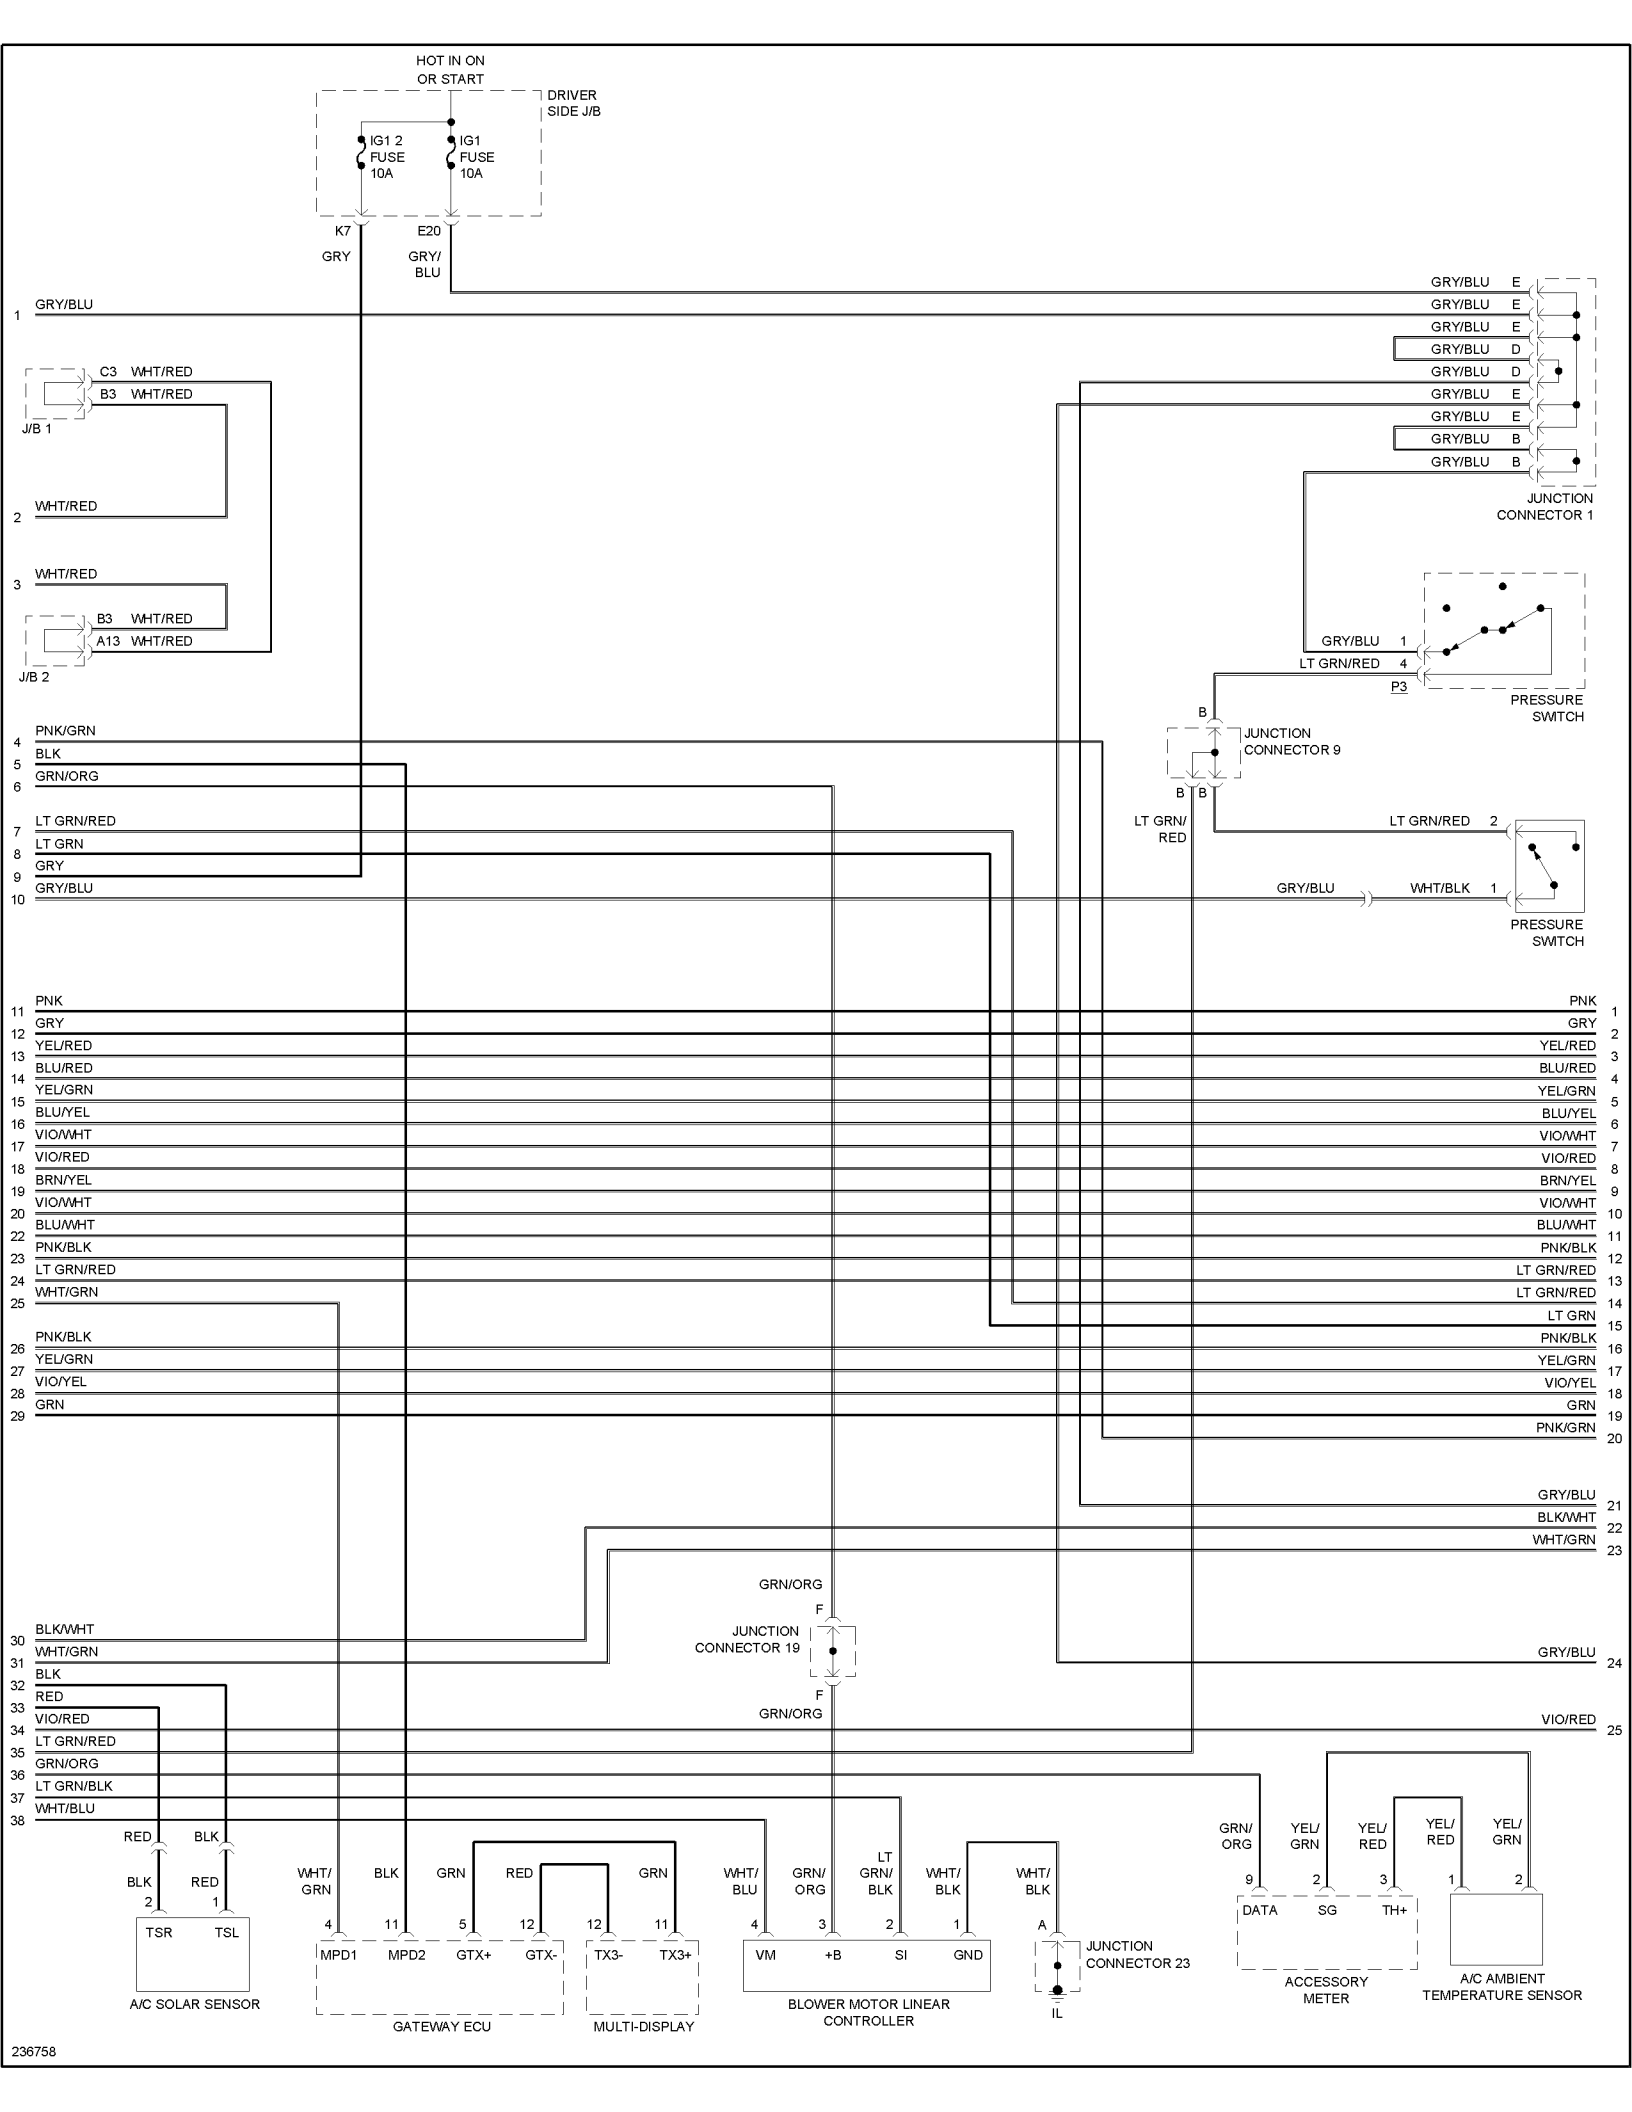 HOT IN ON
OR START
DRIVER
SIDE J/B
IG1 2
FUSE
10A
IG1
FUSE
10A
K7
E20
GRY
GRY/
BLU
GRY/BLU E
1 GRY/BLU
GRY/BLU E
GRY/BLU E
GRY/BLU D
GRY/BLU D
GRY/BLU E
GRY/BLU E
GRY/BLU B
GRY/BLU B
JUNCTION
CONNECTOR 1
C3 WHT/RED
B3 WHT/RED
J/B 1
2 WHT/RED
3 WHT/RED
B3 WHT/RED
A13 WHT/RED
J/B 2
GRY/BLU 1
LT GRN/RED 4
P3
PRESSURE
SWITCH
B
JUNCTION
CONNECTOR 9
B B
LT GRN/
RED
4 PNK/GRN
5 BLK
6 GRN/ORG
7 LT GRN/RED
8 LT GRN
9 GRY
10 GRY/BLU
LT GRN/RED 2
GRY/BLU WHT/BLK 1
PRESSURE
SWITCH
11 PNK PNK 1
12 GRY GRY 2
13 YEL/RED YEL/RED 3
14 BLU/RED BLU/RED 4
15 YEL/GRN YEL/GRN 5
16 BLU/YEL BLU/YEL 6
17 VIO/WHT VIO/WHT 7
18 VIO/RED VIO/RED 8
19 BRN/YEL BRN/YEL 9
20 VIO/WHT VIO/WHT 10
22 BLU/WHT BLU/WHT 11
23 PNK/BLK PNK/BLK 12
24 LT GRN/RED LT GRN/RED 13
25 WHT/GRN LT GRN/RED 14
LT GRN 15
26 PNK/BLK PNK/BLK 16
27 YEL/GRN YEL/GRN 17
28 VIO/YEL VIO/YEL 18
29 GRN GRN 19
PNK/GRN 20
GRY/BLU 21
BLK/WHT 22
WHT/GRN 23
GRN/ORG
F
JUNCTION
CONNECTOR 19
F
GRN/ORG
30 BLK/WHT
31 WHT/GRN GRY/BLU 24
32 BLK
33 RED
34 VIO/RED VIO/RED 25
35 LT GRN/RED
36 GRN/ORG
37 LT GRN/BLK
38 WHT/BLU
RED BLK
BLK RED
2 1
TSR TSL
A/C SOLAR SENSOR
WHT/
GRN
BLK
GRN
RED
GRN
4 11 5 12 12 11
MPD1 MPD2 GTX+ GTX- TX3- TX3+
GATEWAY ECU
MULTI-DISPLAY
WHT/
BLU
GRN/
ORG
LT
GRN/
BLK
WHT/
BLK
WHT/
BLK
4 3 2 1 A
VM +B SI GND
BLOWER MOTOR LINEAR
CONTROLLER
JUNCTION
CONNECTOR 23
IL
GRN/
ORG
YEL/
GRN
YEL/
RED
YEL/
RED
YEL/
GRN
9 2 3 1 2
DATA SG TH+
ACCESSORY
METER
A/C AMBIENT
TEMPERATURE SENSOR
236758